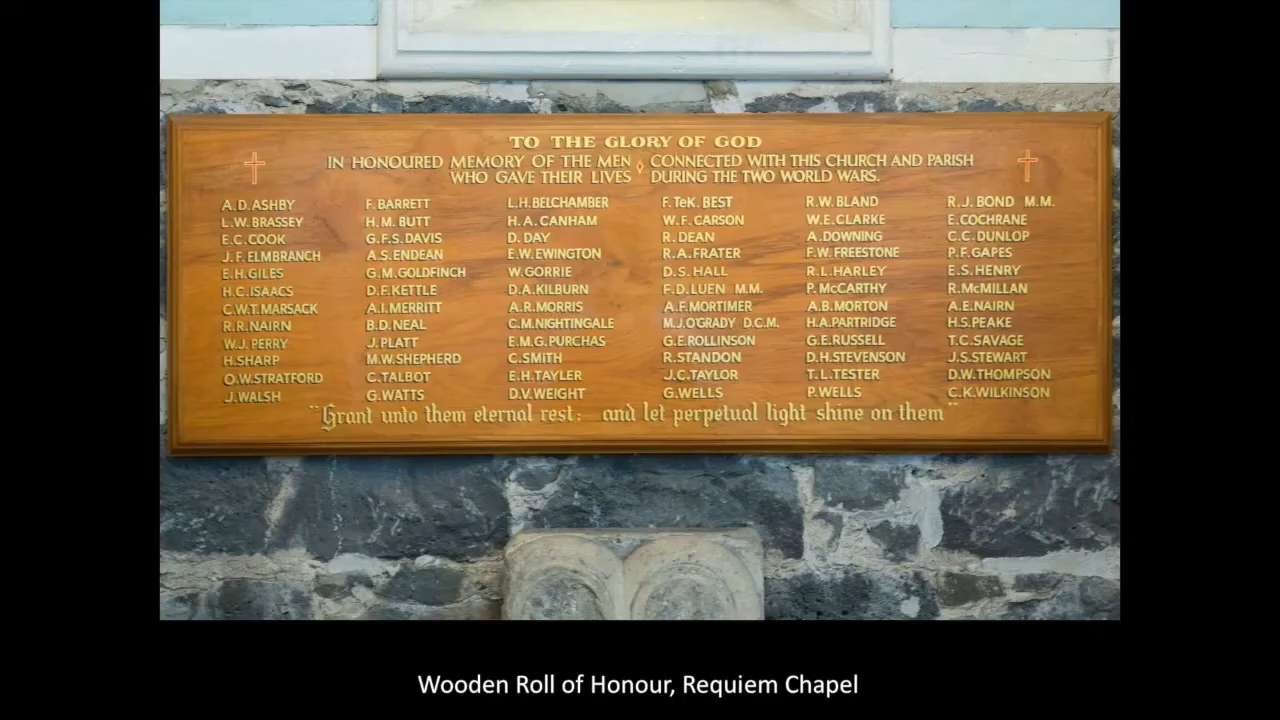 TO THE GLORY OF GOD
IN HONOURED MEMORY OF THE MEN CONNECTED WITH THIS CHURCH AND PARISH
WHO GAVE THEIR LIVES DURING THE TWO WORLD WARS.
A.D. ASHBY F. BARRETT L.H. BELCHAMBER F. TeK. BEST R.W. BLAND R.J. BOND M.M.
L.W. BRASSEY H.M. BUTT H.A. CANHAM W.F. CARSON W.E. CLARKE E. COCHRANE
E.C. COOK G.F.S. DAVIS D. DAY R. DEAN A. DOWNING C.C. DUNLOP
J.F. ELMBRANCH A.S. ENDEAN E.W. EWINGTON R.A. FRATER F.W. FREESTONE P.F. GAPES
E.H. GILES G.M. GOLDFINCH W. GORRIE D.S. HALL R.L. HARLEY E.S. HENRY
H.C. ISAACS D.F. KETTLE D.A. KILBURN F.D. LUEN M.M. P. McCARTHY R. McMILLAN
C.W.T. MARSACK A.I. MERRITT A.R. MORRIS A.F. MORTIMER A.B. MORTON A.E. NAIRN
R.R. NAIRN B.D. NEAL C.M. NIGHTINGALE M.J. O'GRADY D.C.M. H.A. PARTRIDGE H.S. PEAKE
W.J. PERRY J. PLATT E.M.G. PURCHAS G.E. ROLLINSON G.E. RUSSELL T.C. SAVAGE
H. SHARP M.W. SHEPHERD C. SMITH R. STANDON D.H. STEVENSON J.S. STEWART
O.W. STRATFORD C. TALBOT E.H. TAYLER J.C. TAYLOR T.L. TESTER D.W. THOMPSON
J. WALSH G. WATTS D.V. WEIGHT G. WELLS P. WELLS C.K. WILKINSON
"Grant unto them eternal rest; and let perpetual light shine on them"
Wooden Roll of Honour, Requiem Chapel